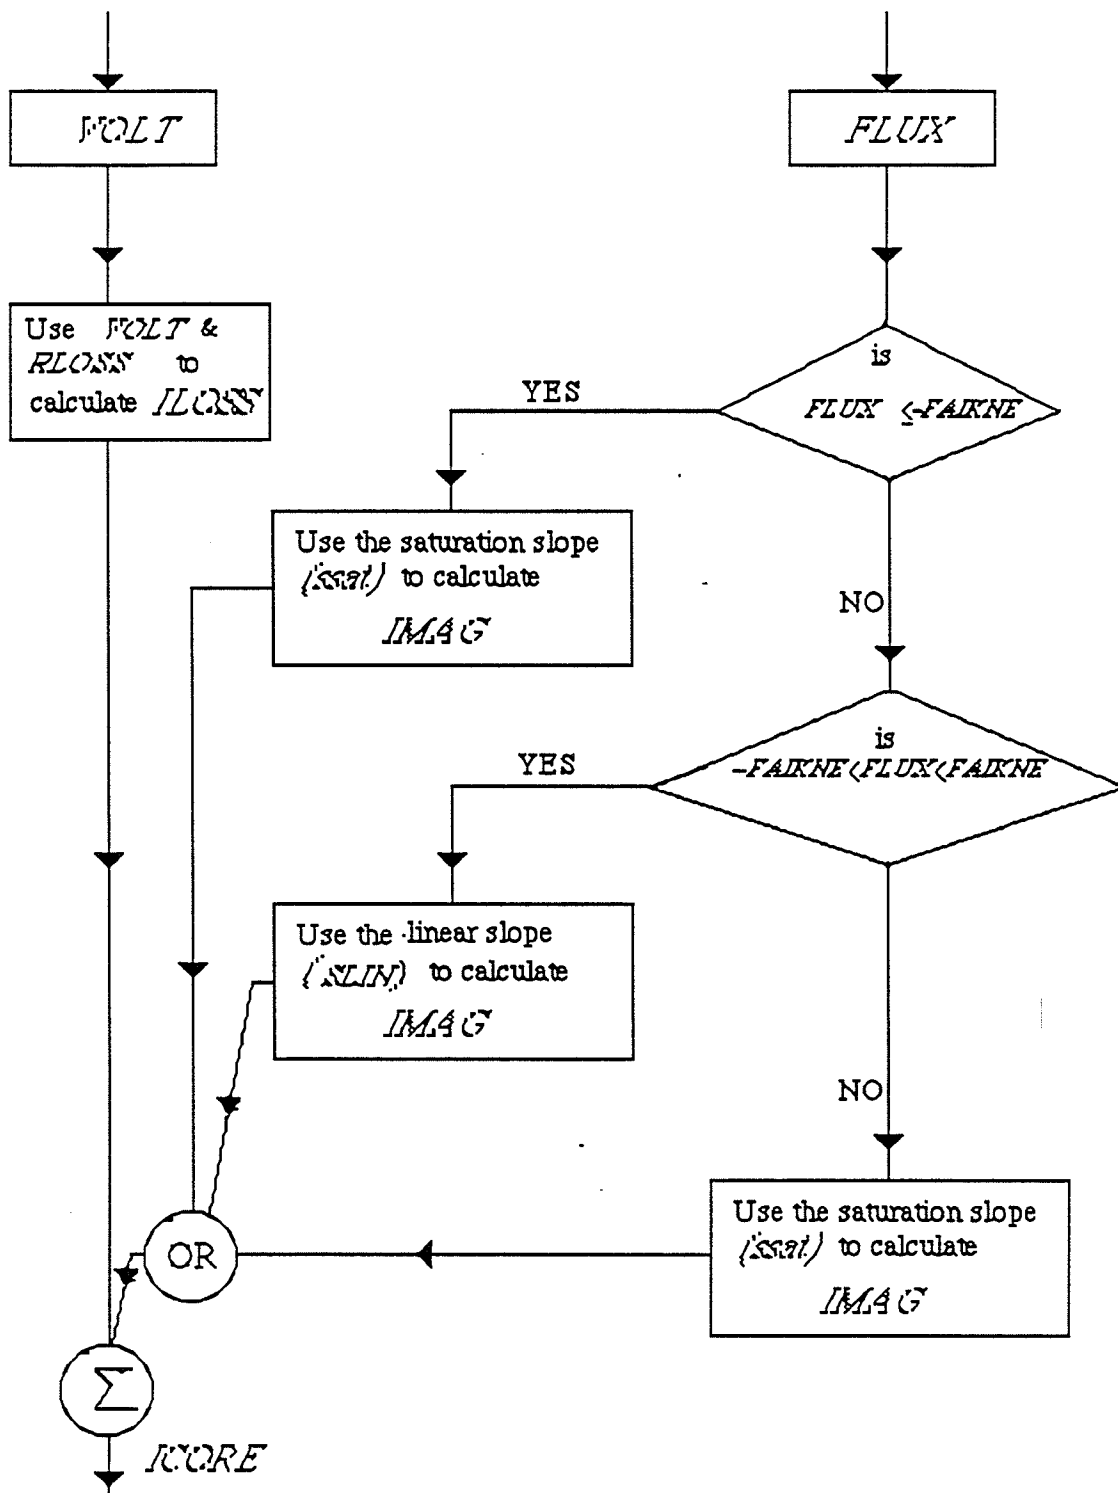 VOLT
FLUX
Use VOLT &
RLOSS to
calculate ILOSS
is
FLUX ≤-FAIKNE
YES
Use the saturation slope
(ssat) to calculate
IMAG
NO
is
-FAIKNE<FLUX<FAIKNE
YES
Use the linear slope
(SLIN) to calculate
IMAG
NO
Use the saturation slope
(ssat) to calculate
IMAG
OR
Σ
ICORE